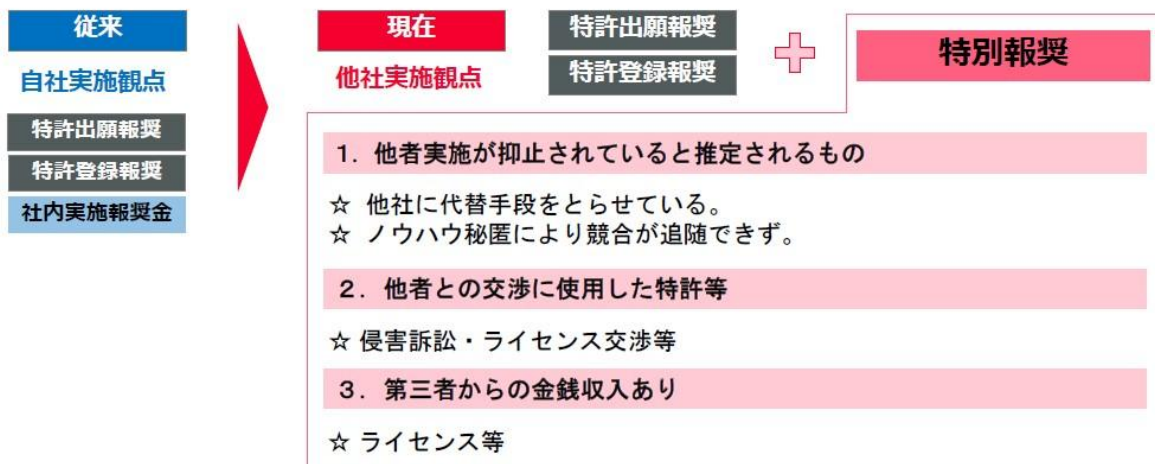 従来
自社実施観点
特許出願報奨
特許登録報奨
社内実施報奨金
現在
他社実施観点
特許出願報奨
特許登録報奨
特別報奨
1. 他者実施が抑止されていると推定されるもの
☆ 他社に代替手段をとらせている。
☆ ノウハウ秘匿により競合が追随できず。
2. 他者との交渉に使用した特許等
☆ 侵害訴訟・ライセンス交渉等
3. 第三者からの金銭収入あり
☆ ライセンス等